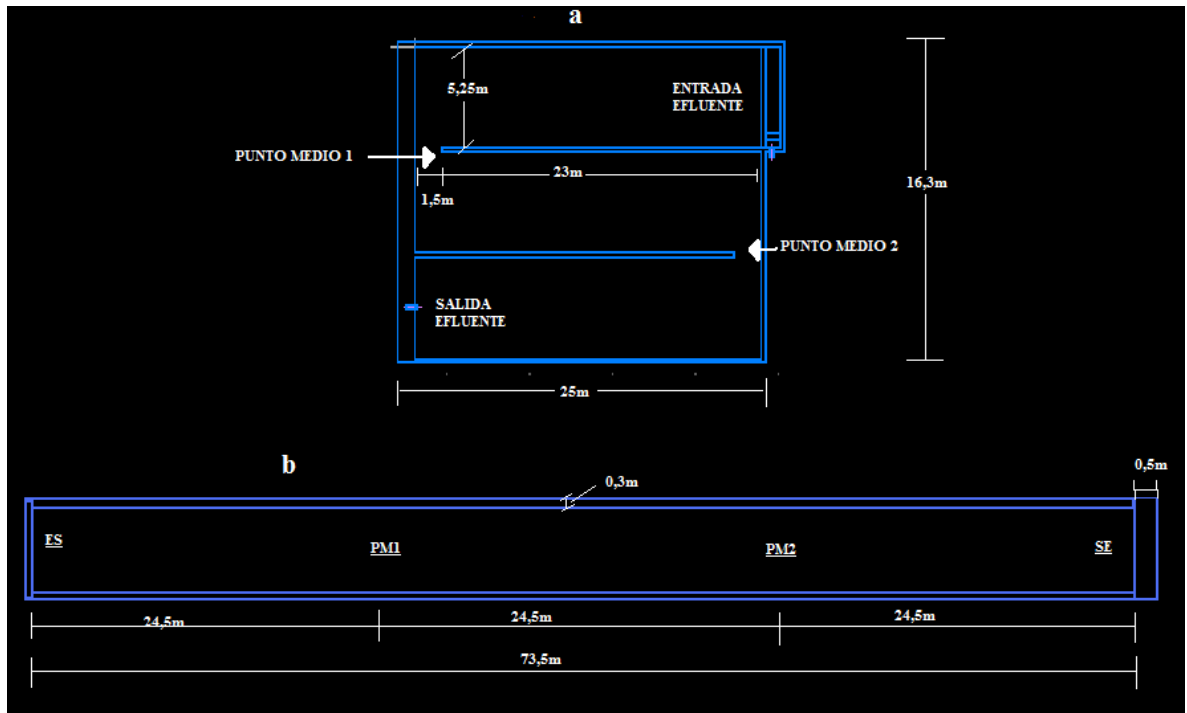 a
5,25m
ENTRADA
EFLUENTE
PUNTO MEDIO 1
23m
16,3m
1,5m
PUNTO MEDIO 2
SALIDA
EFLUENTE
25m
b
0,5m
0,3m
ES
PM1
PM2
SE
24,5m
24,5m
24,5m
73,5m